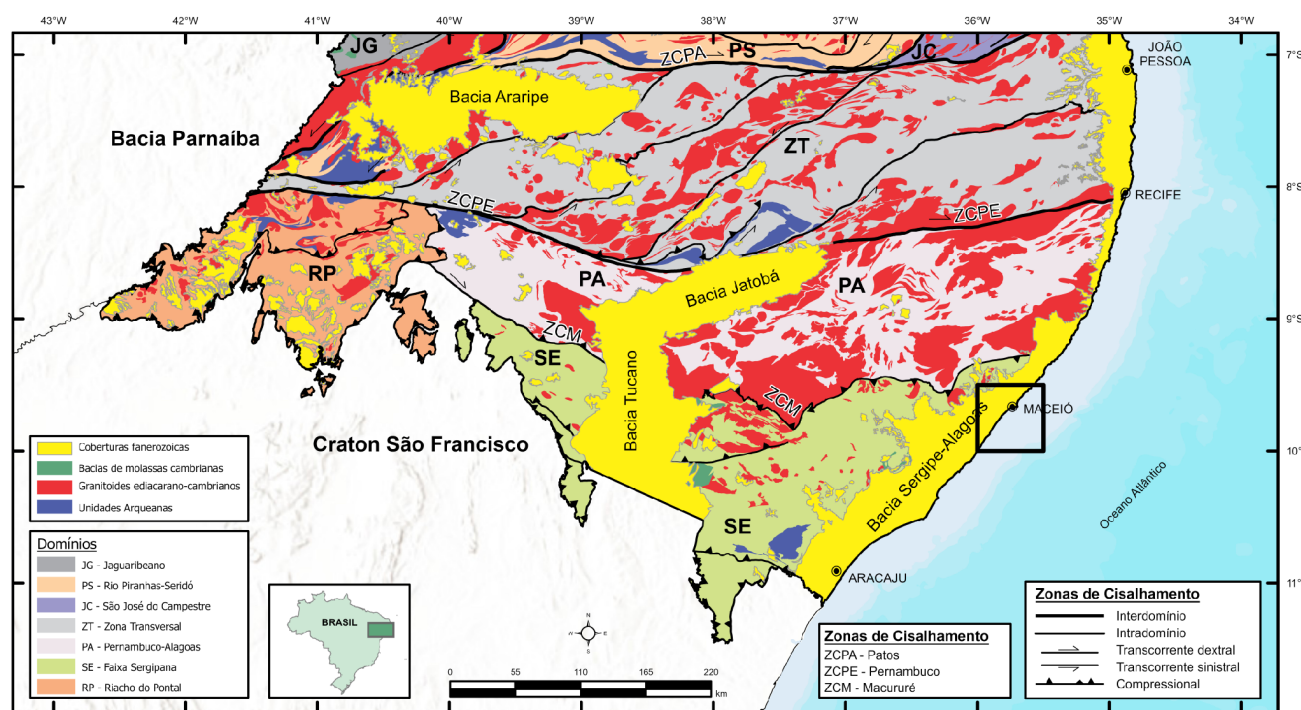 43°W 42°W 41°W 40°W 39°W 38°W 37°W 36°W 35°W 34°W
JG
ZCPA
PS
JC
JOÃO
PESSOA
7°S
Bacia Araripe
Bacia Parnaíba
ZT
8°S
RECIFE
ZCPE
ZCPE
RP
PA
Bacia Jatobá
PA
9°S
ZCM
SE
Bacia Tucano
ZCM
MACEIÓ
Craton São Francisco
Bacia Sergipe-Alagoas
10°S
Oceano Atlântico
SE
ARACAJU
11°S
Coberturas fanerozoicas
Bacias de molassas cambrianas
Granitoides ediacarano-cambrianos
Unidades Arqueanas
Domínios
JG - Jaguaribeano
PS - Rio Piranhas-Seridó
JC - São José do Campestre
ZT - Zona Transversal
PA - Pernambuco-Alagoas
SE - Faixa Sergipana
RP - Riacho do Pontal
BRASIL
N
W E
S
0 55 110 165 220
km
Zonas de Cisalhamento
ZCPA - Patos
ZCPE - Pernambuco
ZCM - Macururé
Zonas de Cisalhamento
Interdomínio
Intradomínio
Transcorrente dextral
Transcorrente sinistral
Compressional